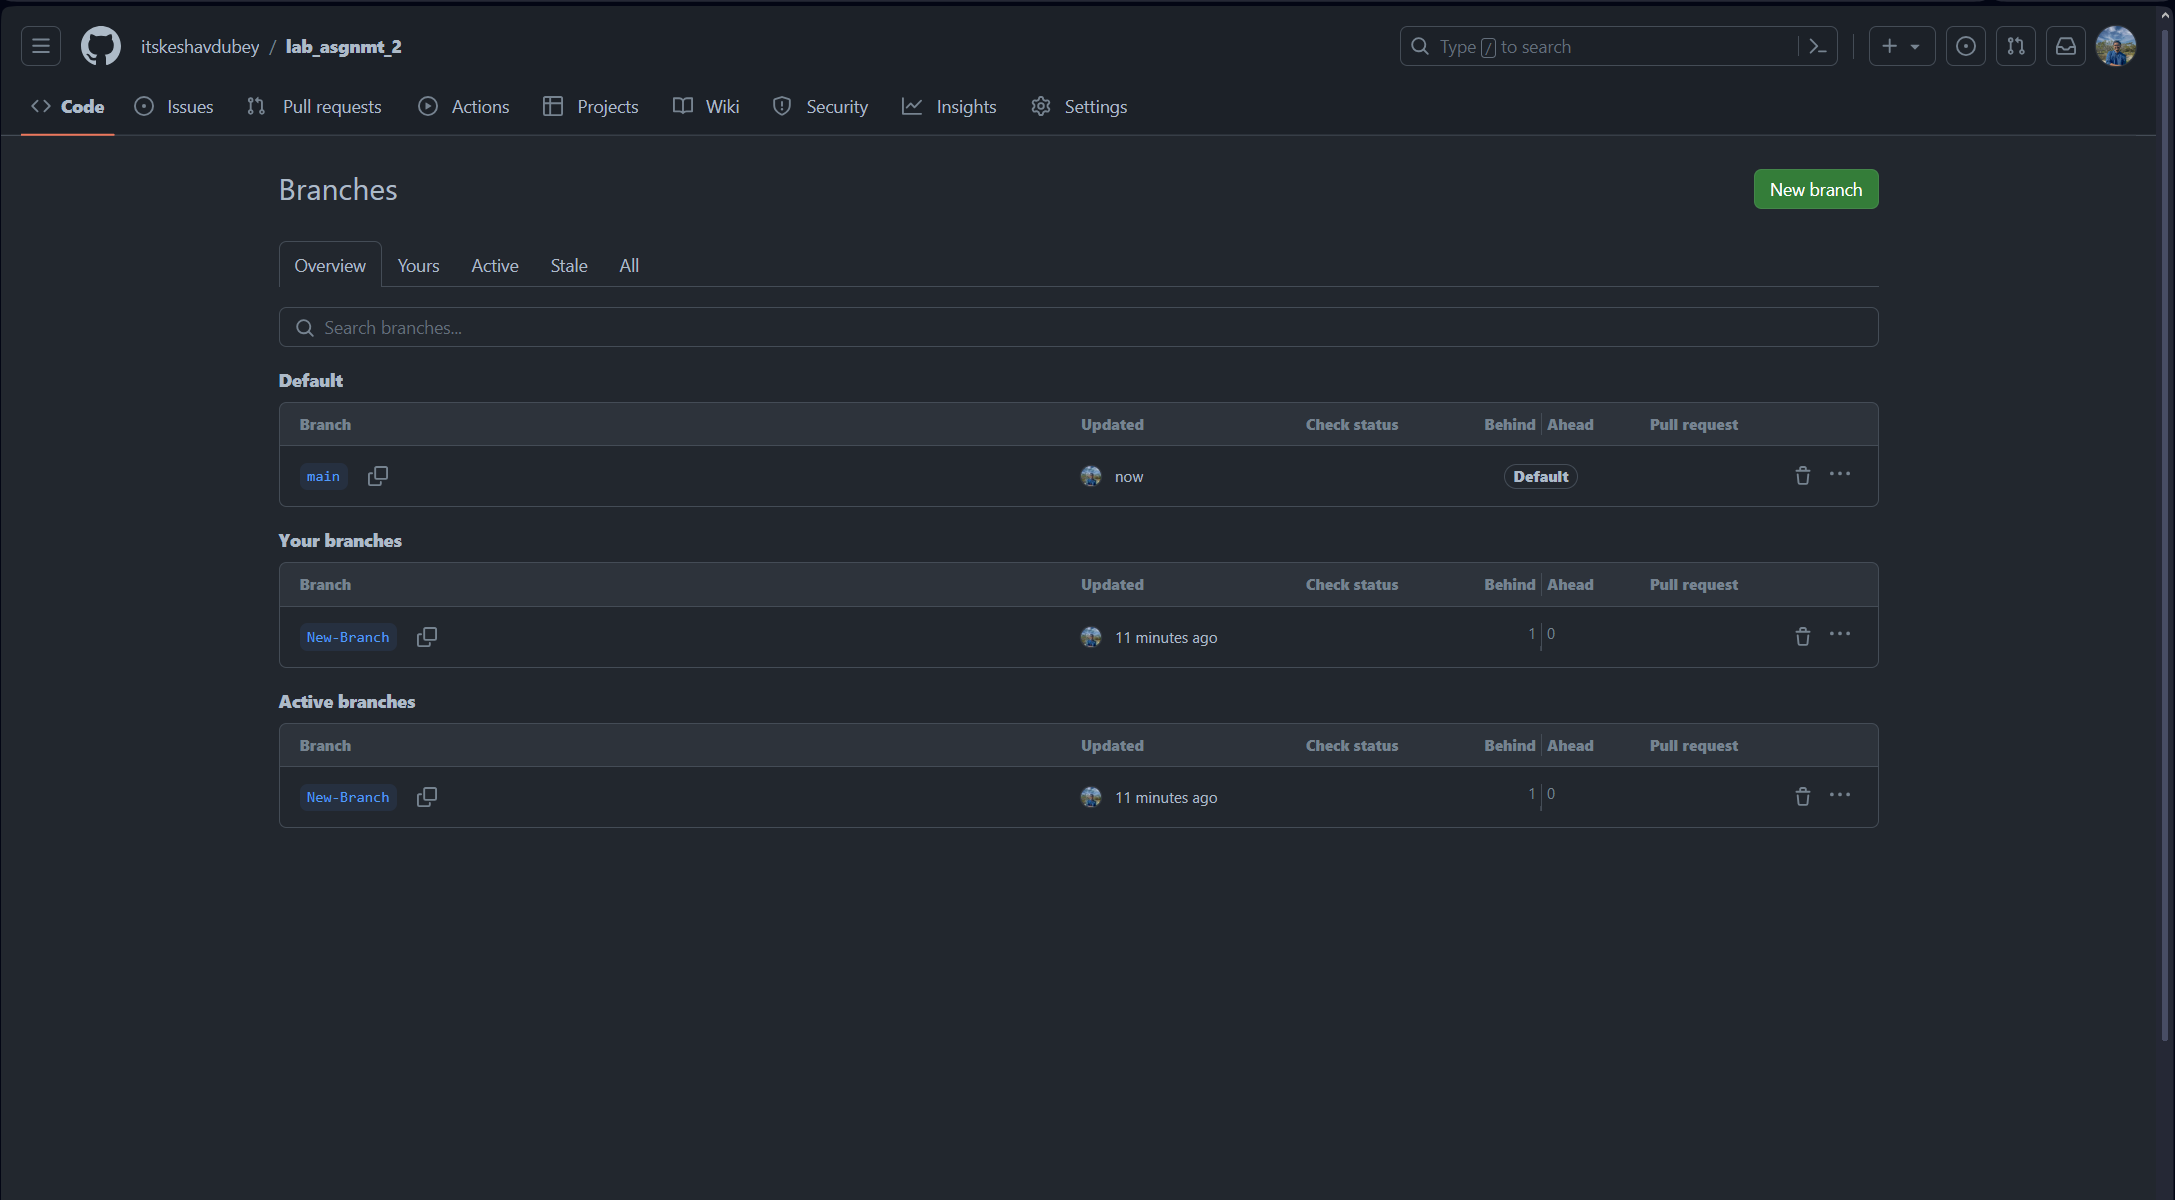 itskeshavdubey / lab_asgnmt_2
Type / to search
Code Issues Pull requests Actions Projects Wiki Security Insights Settings
Branches
New branch
Overview Yours Active Stale All
Search branches...
Default
Branch Updated Check status Behind Ahead Pull request
main now Default
Your branches
Branch Updated Check status Behind Ahead Pull request
New-Branch 11 minutes ago 1 0
Active branches
Branch Updated Check status Behind Ahead Pull request
New-Branch 11 minutes ago 1 0